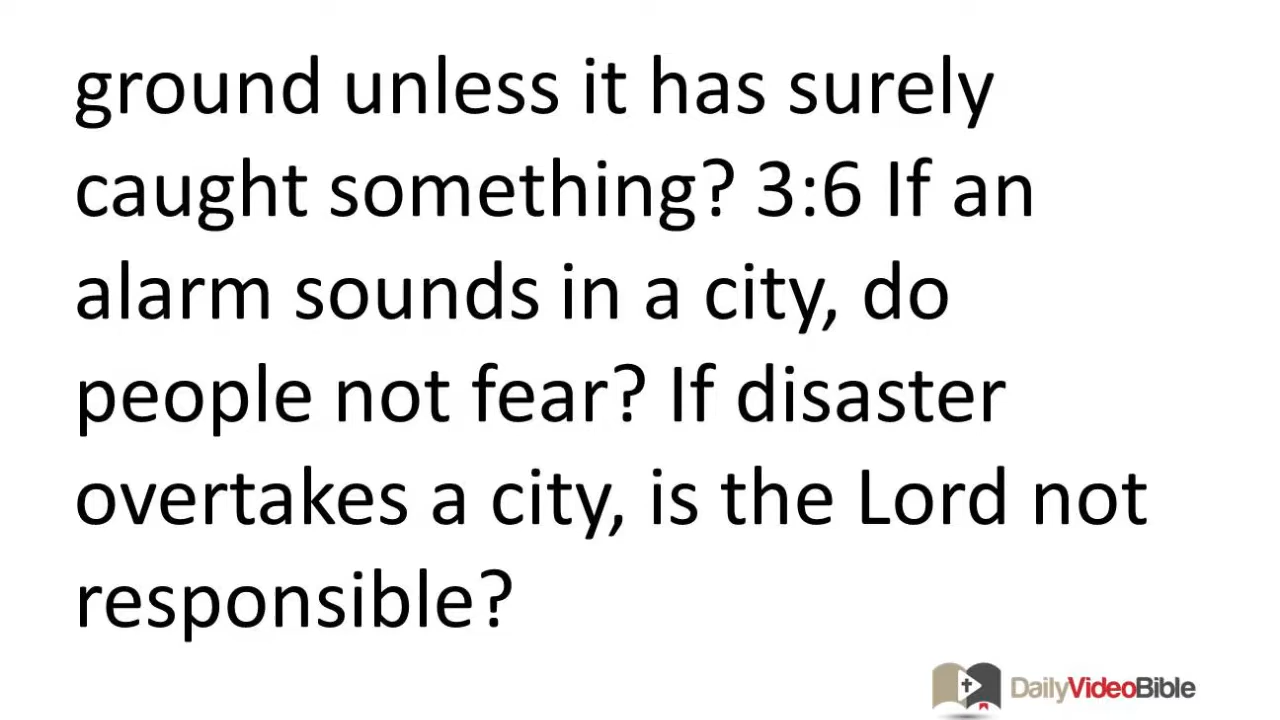 ground unless it has surely
caught something? 3:6 If an
alarm sounds in a city, do
people not fear? If disaster
overtakes a city, is the Lord not
responsible?
DailyVideoBible